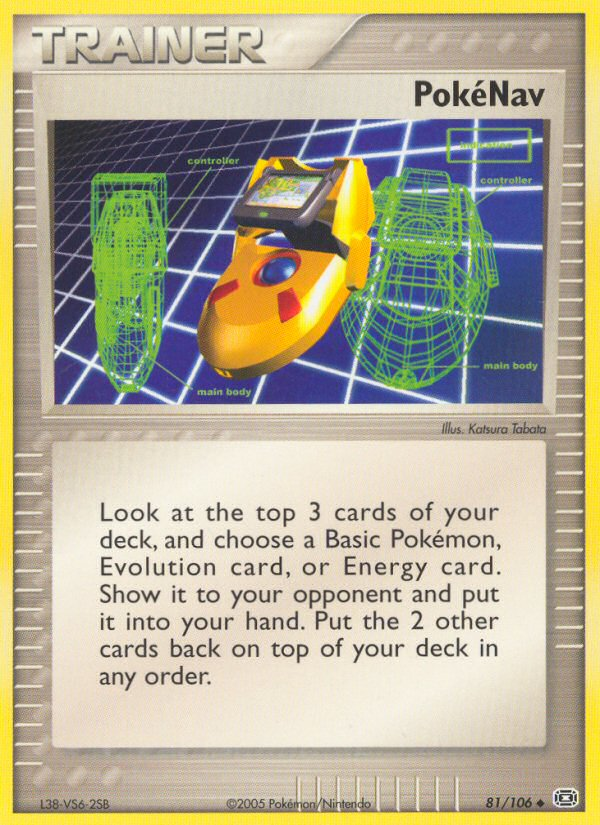 TRAINER
PokéNav
controller
controller
main body
main body
Illus. Katsura Tabata
Look at the top 3 cards of your
deck, and choose a Basic Pokémon,
Evolution card, or Energy card.
Show it to your opponent and put
it into your hand. Put the 2 other
cards back on top of your deck in
any order.
L38-VS6-2SB
©2005 Pokémon/Nintendo
81/106